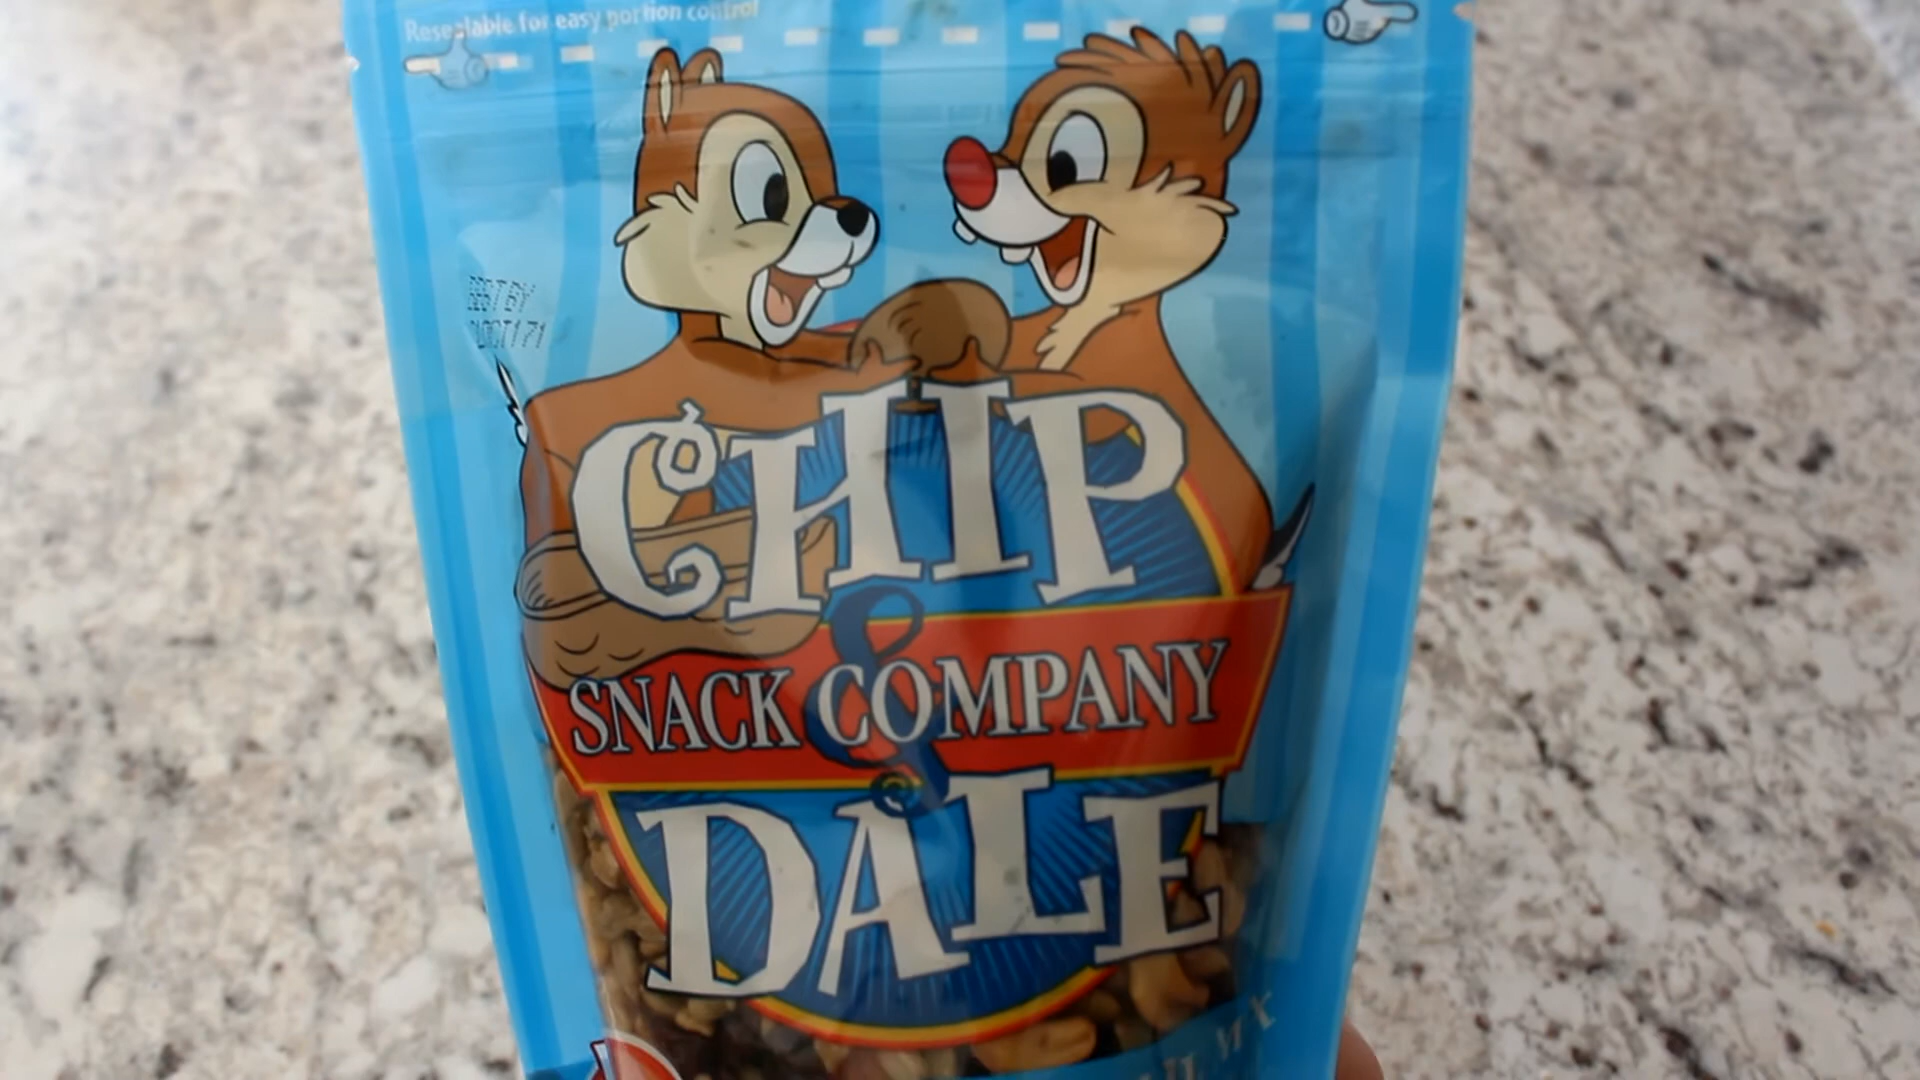 Resealable for easy portion control
BEST BY
CHIP
&
SNACK COMPANY
DALE